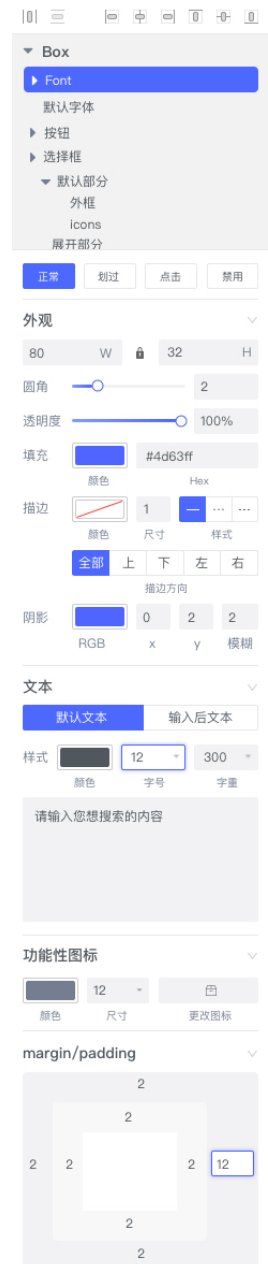 Box
Font
默认字体
按钮
选择框
默认部分
外框
icons
展开部分
正常 划过 点击 禁用
外观
80 W 32 H
圆角 2
透明度 100%
填充 #4d63ff
颜色 Hex
描边 1
颜色 尺寸 样式
全部 上 下 左 右
描边方向
阴影 0 2 2
RGB x y 模糊
文本
默认文本 输入后文本
样式 12 300
颜色 字号 字重
请输入您想搜索的内容
功能性图标
12
颜色 尺寸 更改图标
margin/padding
2
2
2 2 2 12
2
2